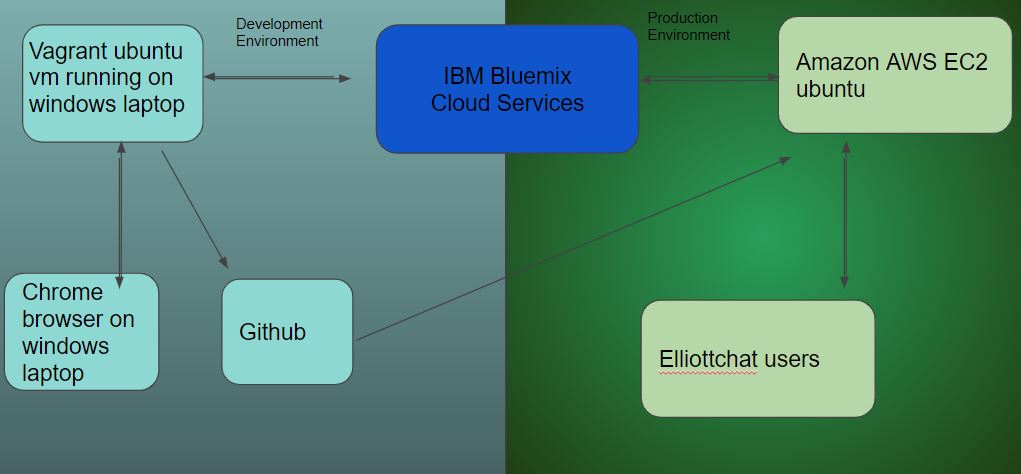 Development
Environment
Production
Environment
Vagrant ubuntu
vm running on
windows laptop
IBM Bluemix
Cloud Services
Amazon AWS EC2
ubuntu
Chrome
browser on
windows
laptop
Github
Elliottchat users